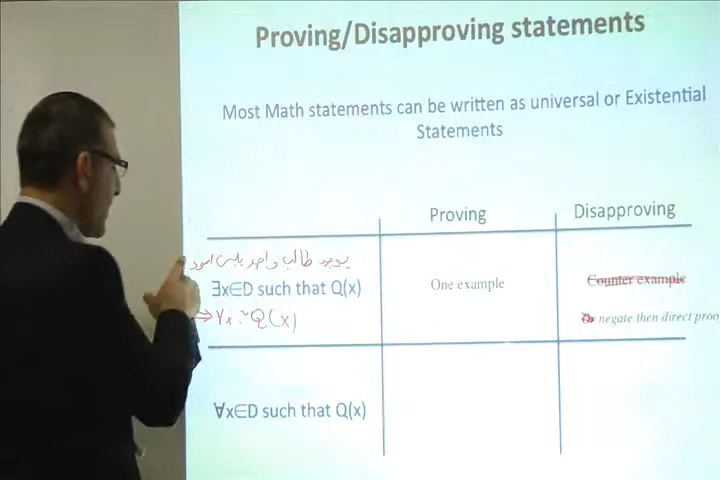 Proving/Disapproving statements
Most Math statements can be written as universal or Existential
Statements
Proving
Disapproving
يوجد طالب واحد يلبس اسود
∃x∈D such that Q(x)
One example
Counter example
⇒ ∀x ~Q(x)
Or negate then direct proo
∀x∈D such that Q(x)